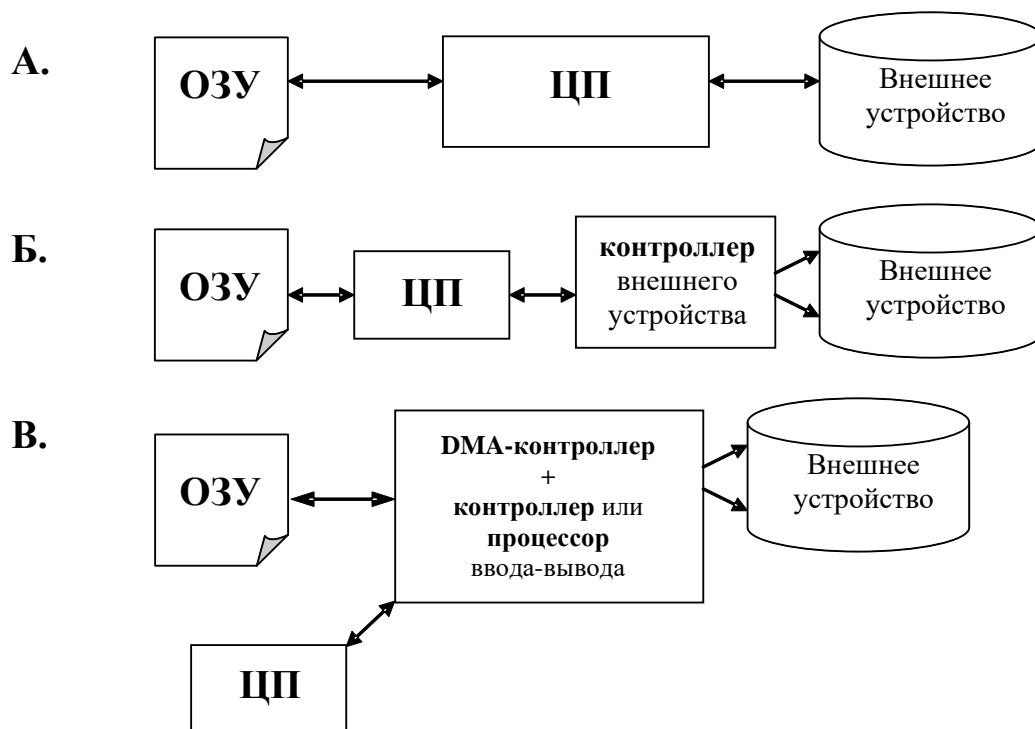 А.
ОЗУ
ЦП
Внешнее
устройство
Б.
ОЗУ
ЦП
контроллер
внешнего
устройства
Внешнее
устройство
В.
ОЗУ
DMA-контроллер
+
контроллер или
процессор
ввода-вывода
Внешнее
устройство
ЦП